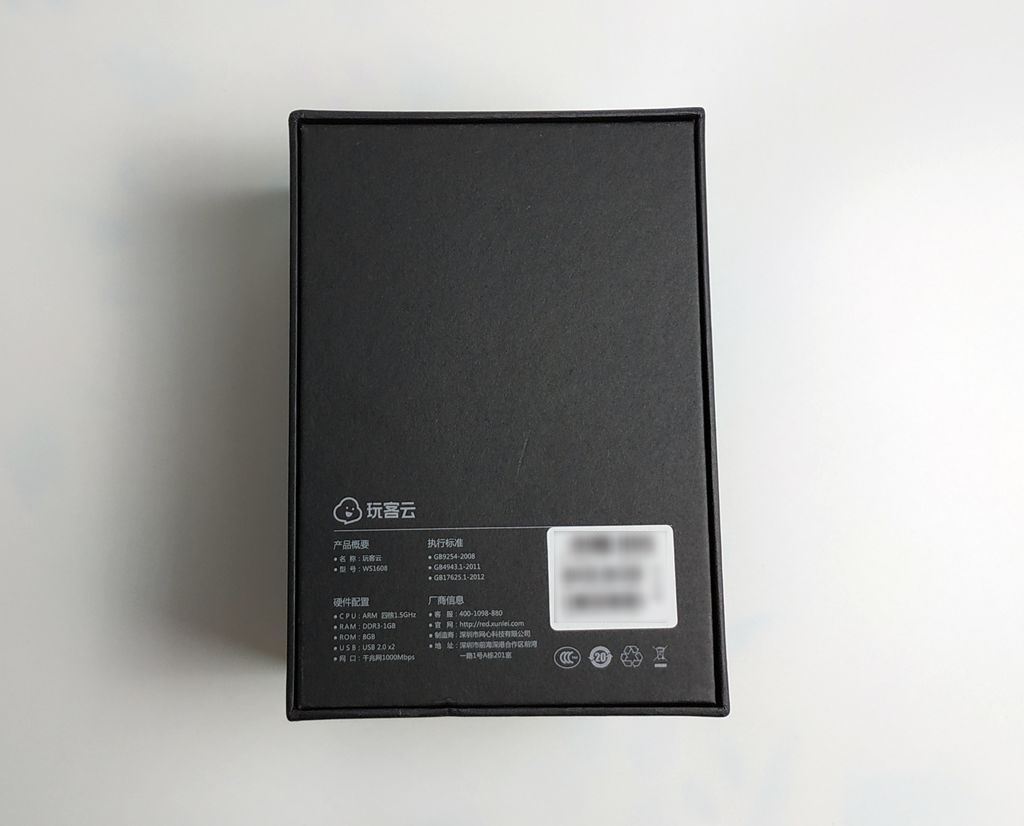 玩客云
产品概要
• 名 称：玩客云
• 型 号：WS1608
执行标准
• GB9254-2008
• GB4943.1-2011
• GB17625.1-2012
硬件配置
• CPU：ARM 四核1.5GHz
• RAM：DDR3-1GB
• ROM：8GB
• USB：USB 2.0 x2
• 网 口：千兆网1000Mbps
厂商信息
• 客 服：400-1098-880
• 官 网：http://red.xunlei.com
• 制造商：深圳市网心科技有限公司
• 地 址：深圳市前海深港合作区前湾
一路1号A栋201室
20